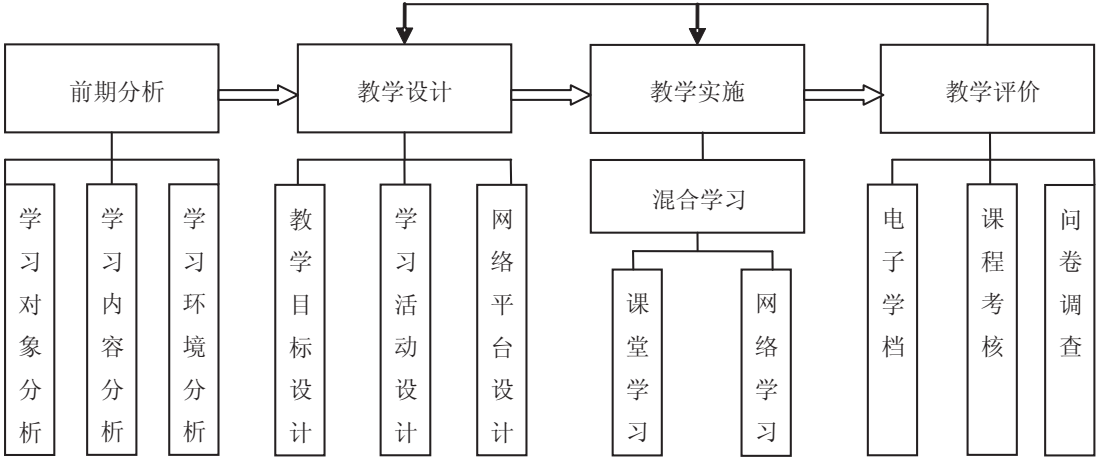 前期分析
教学设计
教学实施
教学评价
学习对象分析
学习内容分析
学习环境分析
教学目标设计
学习活动设计
网络平台设计
混合学习
课堂学习
网络学习
电子学档
课程考核
问卷调查